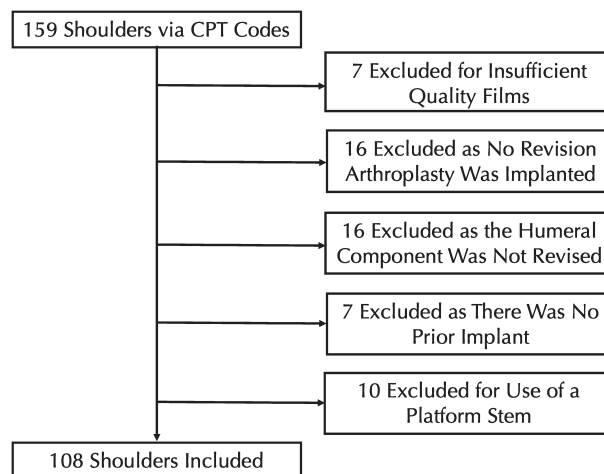 159 Shoulders via CPT Codes
7 Excluded for Insufficient
Quality Films
16 Excluded as No Revision
Arthroplasty Was Implanted
16 Excluded as the Humeral
Component Was Not Revised
7 Excluded as There Was No
Prior Implant
10 Excluded for Use of a
Platform Stem
108 Shoulders Included